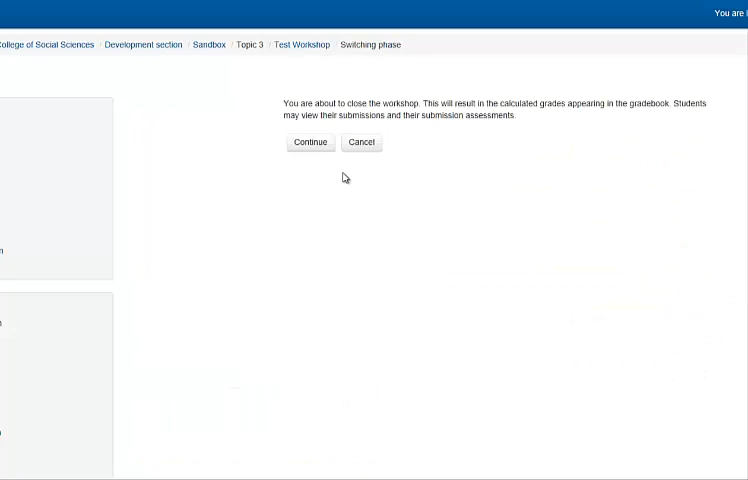 You are
College of Social Sciences / Development section / Sandbox / Topic 3 / Test Workshop / Switching phase
You are about to close the workshop. This will result in the calculated grades appearing in the gradebook. Students
may view their submissions and their submission assessments.
Continue Cancel